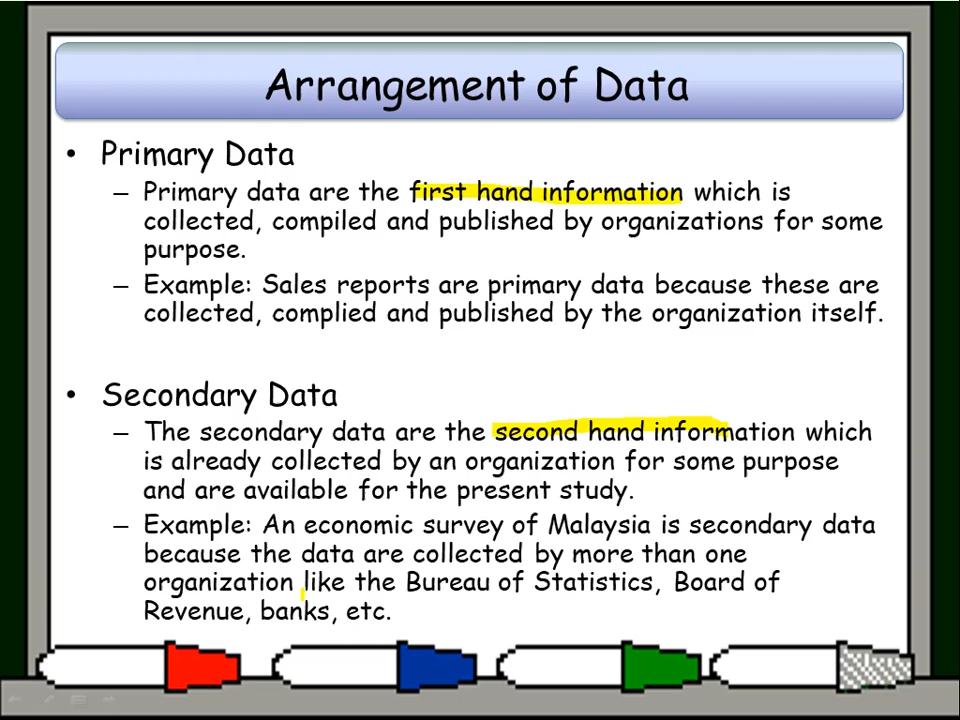 Arrangement of Data
• Primary Data
– Primary data are the first hand information which is
collected, compiled and published by organizations for some
purpose.
– Example: Sales reports are primary data because these are
collected, complied and published by the organization itself.
• Secondary Data
– The secondary data are the second hand information which
is already collected by an organization for some purpose
and are available for the present study.
– Example: An economic survey of Malaysia is secondary data
because the data are collected by more than one
organization like the Bureau of Statistics, Board of
Revenue, banks, etc.